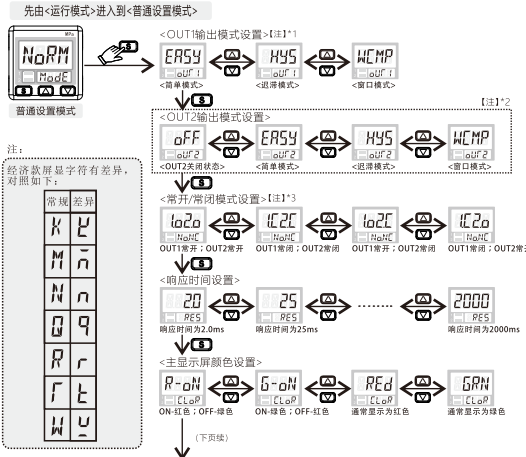 先由<运行模式>进入到<普通设置模式>
MPa
NoRM
ModE
S
普通设置模式
S
<OUT1输出模式设置>【注】*1
EASY
oUT1
<简单模式>
HYS
oUT1
<迟滞模式>
WCMP
oUT1
<窗口模式>
S
【注】*2
<OUT2输出模式设置>
oFF
oUT2
<OUT2关闭状态>
EASY
oUT2
<简单模式>
HYS
oUT2
<迟滞模式>
WCMP
oUT2
<窗口模式>
S
<常开/常闭模式设置>【注】*3
1o2.o
NoNC
OUT1常开；OUT2常开
1C2.C
NoNC
OUT1常闭；OUT2常闭
1o2.C
NoNC
OUT1常开；OUT2常闭
1C2.o
NoNC
OUT1常闭；OUT2常开
S
<响应时间设置>
2.0
RES
响应时间为2.0ms
25
RES
响应时间为25ms
········
2000
RES
响应时间为2000ms
S
<主显示屏颜色设置>
R-oN
CLoR
ON-红色；OFF-绿色
G-oN
CLoR
ON-绿色；OFF-红色
REd
CLoR
通常显示为红色
GRN
CLoR
通常显示为绿色
(下页续)
注：
经济款屏显字符有差异，
对照如下：
常规 差异
K
M
N n
Q q
R r
T t
W